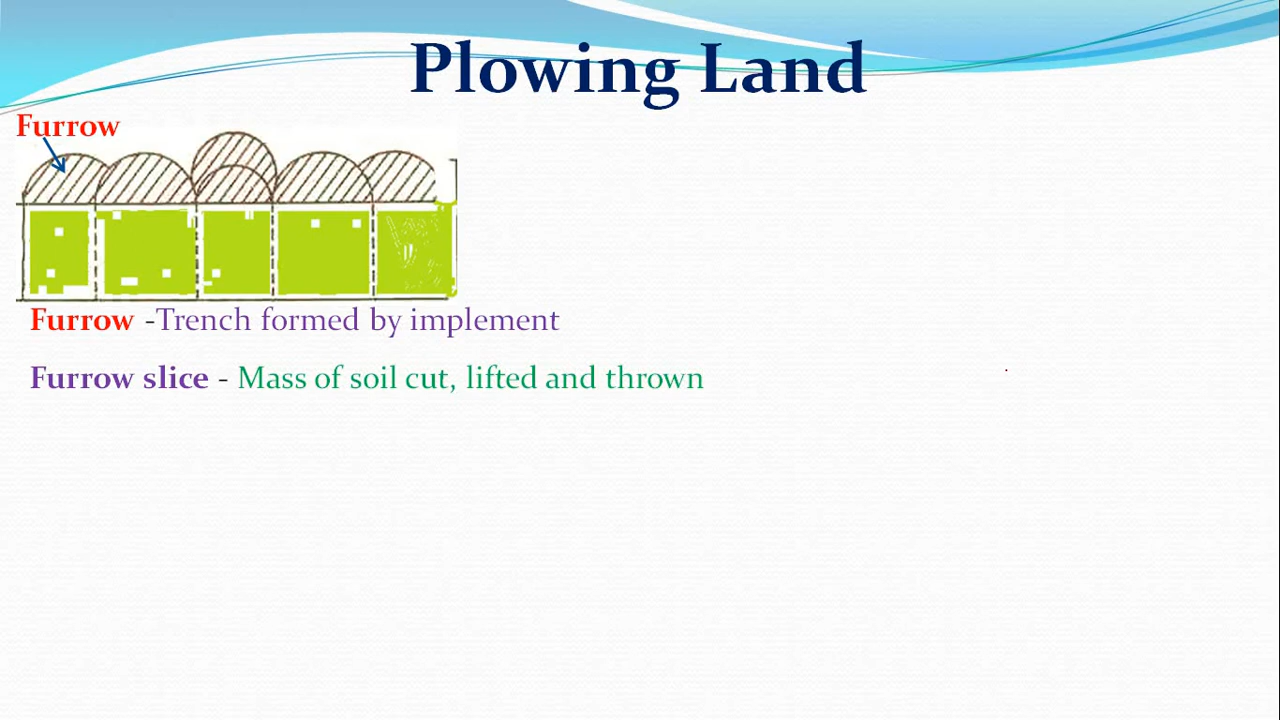 Plowing Land
Furrow
Furrow -Trench formed by implement
Furrow slice - Mass of soil cut, lifted and thrown